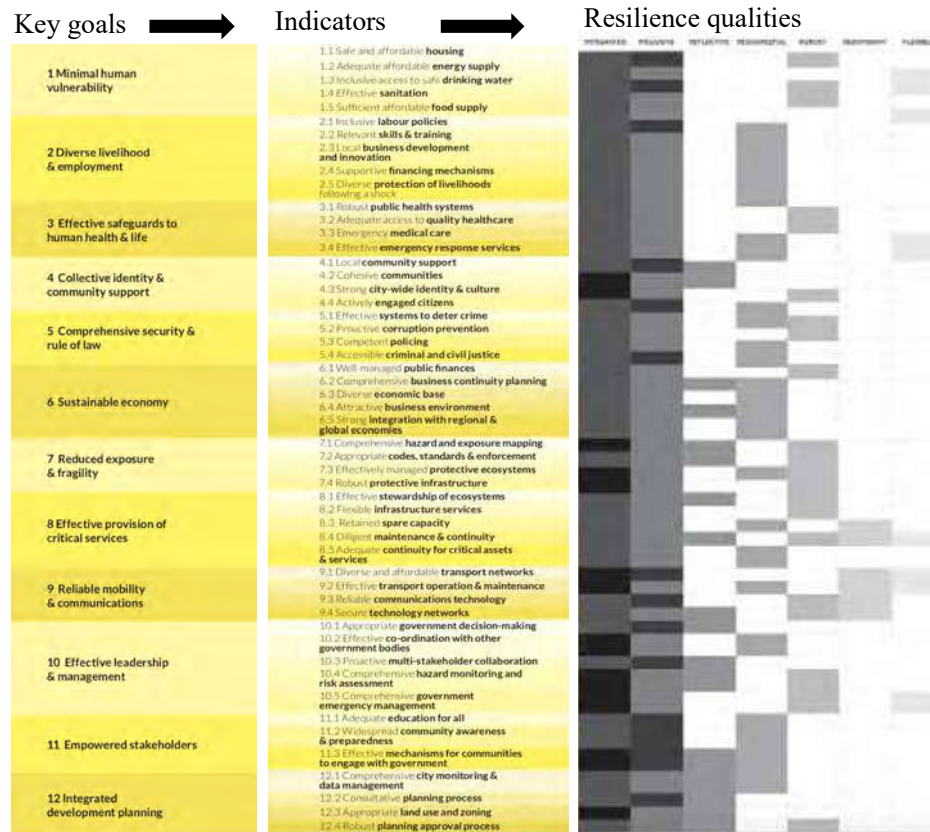 Key goals
Indicators
Resilience qualities
INTEGRATED INCLUSIVE REFLECTIVE RESOURCEFUL ROBUST REDUNDANT FLEXIBLE
1 Minimal human
vulnerability
1.1 Safe and affordable housing
1.2 Adequate affordable energy supply
1.3 Inclusive access to safe drinking water
1.4 Effective sanitation
1.5 Sufficient affordable food supply
2 Diverse livelihood
& employment
2.1 Inclusive labour policies
2.2 Relevant skills & training
2.3 Local business development
and innovation
2.4 Supportive financing mechanisms
2.5 Diverse protection of livelihoods
following a shock
3 Effective safeguards to
human health & life
3.1 Robust public health systems
3.2 Adequate access to quality healthcare
3.3 Emergency medical care
3.4 Effective emergency response services
4 Collective identity &
community support
4.1 Local community support
4.2 Cohesive communities
4.3 Strong city-wide identity & culture
4.4 Actively engaged citizens
5 Comprehensive security &
rule of law
5.1 Effective systems to deter crime
5.2 Proactive corruption prevention
5.3 Competent policing
5.4 Accessible criminal and civil justice
6 Sustainable economy
6.1 Well-managed public finances
6.2 Comprehensive business continuity planning
6.3 Diverse economic base
6.4 Attractive business environment
6.5 Strong integration with regional &
global economies
7 Reduced exposure
& fragility
7.1 Comprehensive hazard and exposure mapping
7.2 Appropriate codes, standards & enforcement
7.3 Effectively managed protective ecosystems
7.4 Robust protective infrastructure
8 Effective provision of
critical services
8.1 Effective stewardship of ecosystems
8.2 Flexible infrastructure services
8.3 Retained spare capacity
8.4 Diligent maintenance & continuity
8.5 Adequate continuity for critical assets
& services
9 Reliable mobility
& communications
9.1 Diverse and affordable transport networks
9.2 Effective transport operation & maintenance
9.3 Reliable communications technology
9.4 Secure technology networks
10 Effective leadership
& management
10.1 Appropriate government decision-making
10.2 Effective co-ordination with other
government bodies
10.3 Proactive multi-stakeholder collaboration
10.4 Comprehensive hazard monitoring and
risk assessment
10.5 Comprehensive government
emergency management
11 Empowered stakeholders
11.1 Adequate education for all
11.2 Widespread community awareness
& preparedness
11.3 Effective mechanisms for communities
to engage with government
12 Integrated
development planning
12.1 Comprehensive city monitoring &
data management
12.2 Consultative planning process
12.3 Appropriate land use and zoning
12.4 Robust planning approval process